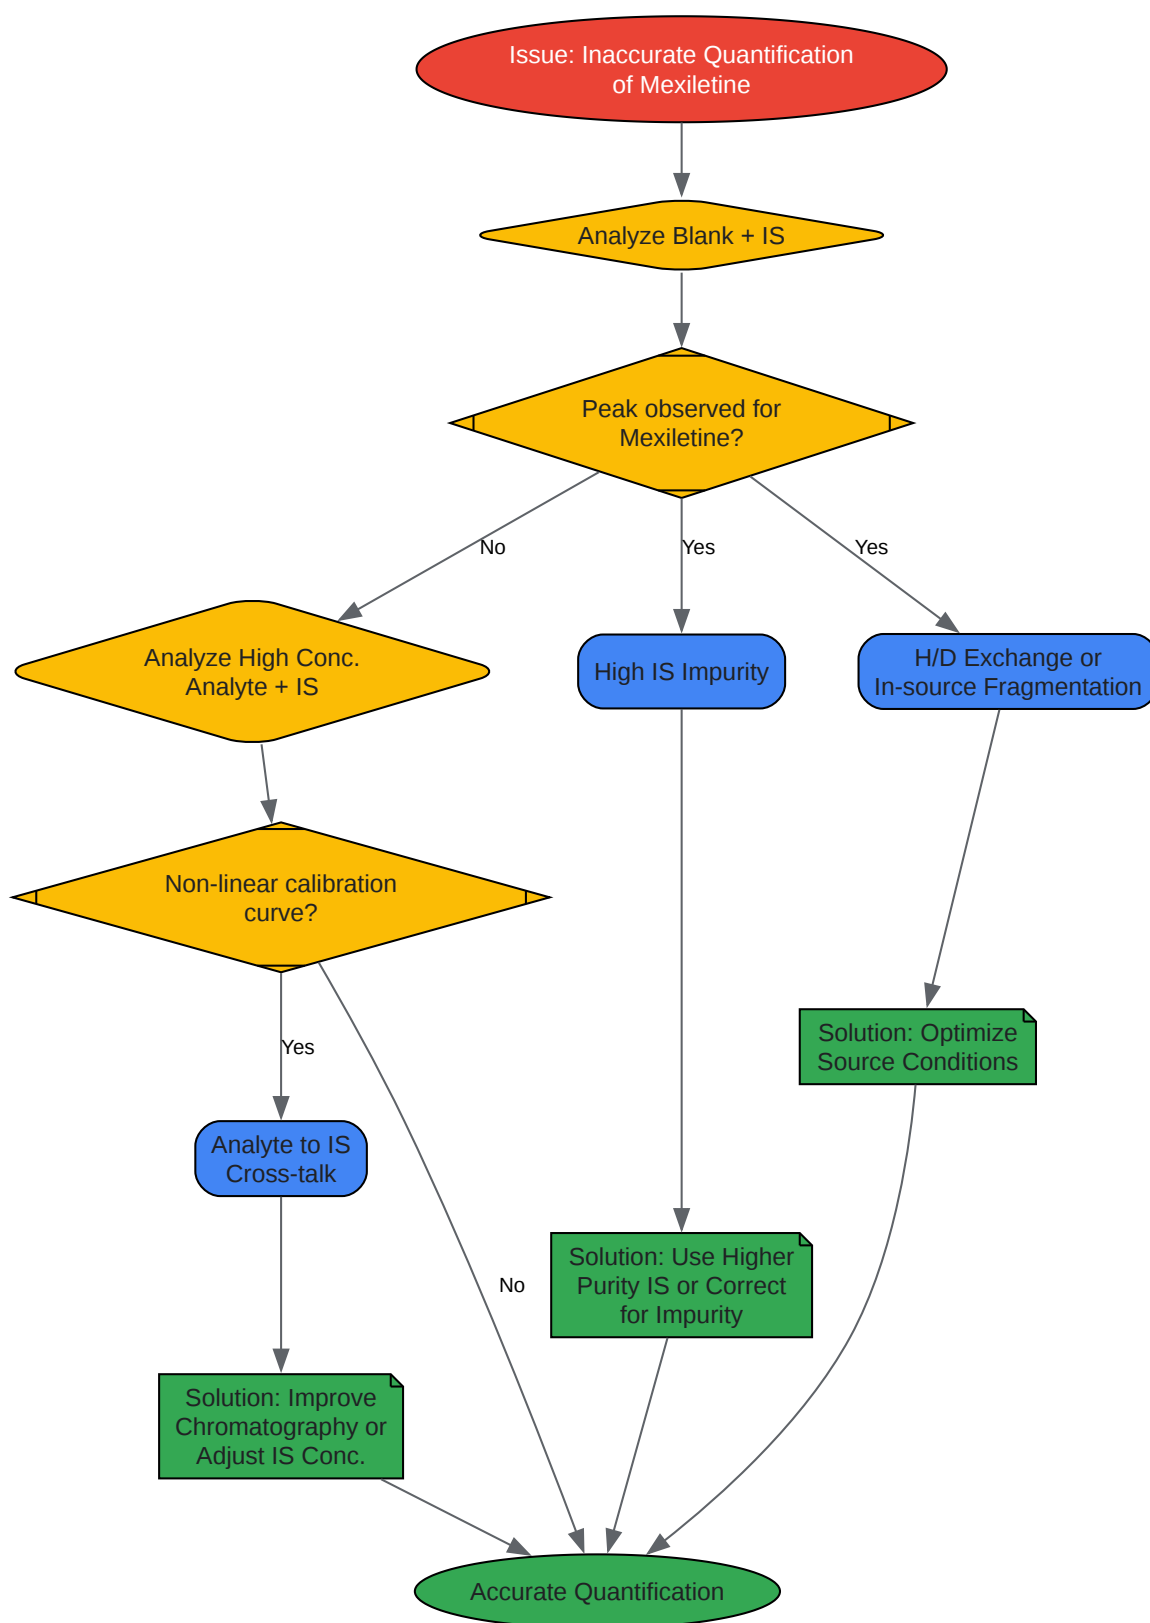 Issue: Inaccurate Quantification
of Mexiletine
Analyze Blank + IS
Peak observed for
Mexiletine?
No
Yes
Yes
Analyze High Conc.
Analyte + IS
High IS Impurity
H/D Exchange or
In-source Fragmentation
Non-linear calibration
curve?
Solution: Optimize
Source Conditions
Yes
Analyte to IS
Cross-talk
No
Solution: Use Higher
Purity IS or Correct
for Impurity
Solution: Improve
Chromatography or
Adjust IS Conc.
Accurate Quantification